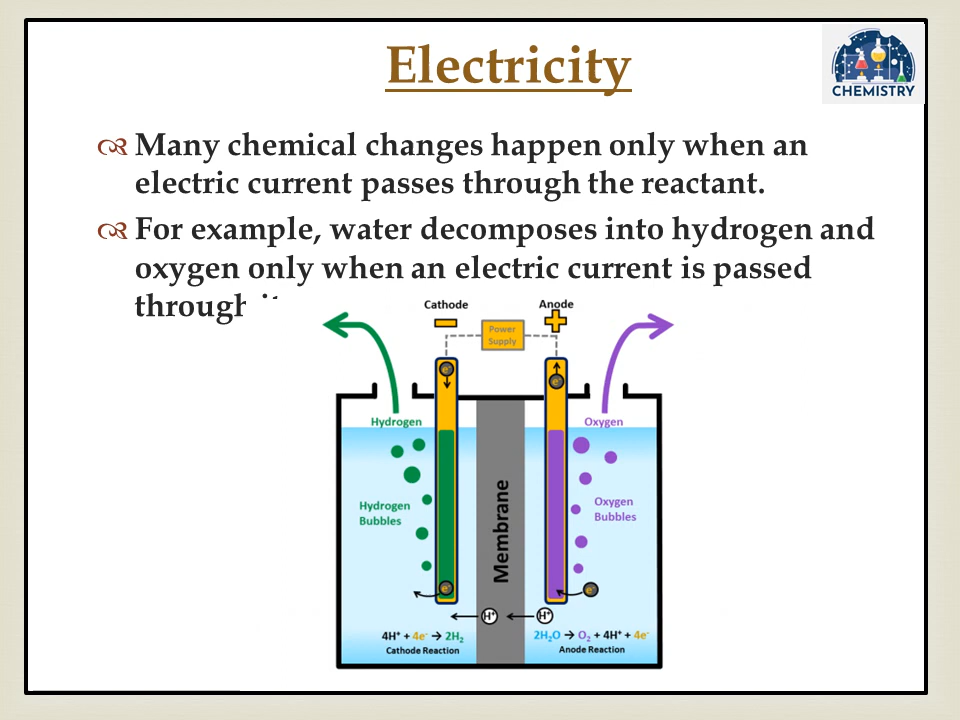 Electricity
CHEMISTRY
Many chemical changes happen only when an
electric current passes through the reactant.
For example, water decomposes into hydrogen and
oxygen only when an electric current is passed
through
Cathode
Anode
Power
Supply
e-
e-
Hydrogen
Oxygen
Hydrogen
Bubbles
Membrane
Oxygen
Bubbles
e-
e-
H⁺
H⁺
4H⁺ + 4e⁻ → 2H₂
Cathode Reaction
2H₂O → O₂ + 4H⁺ + 4e⁻
Anode Reaction